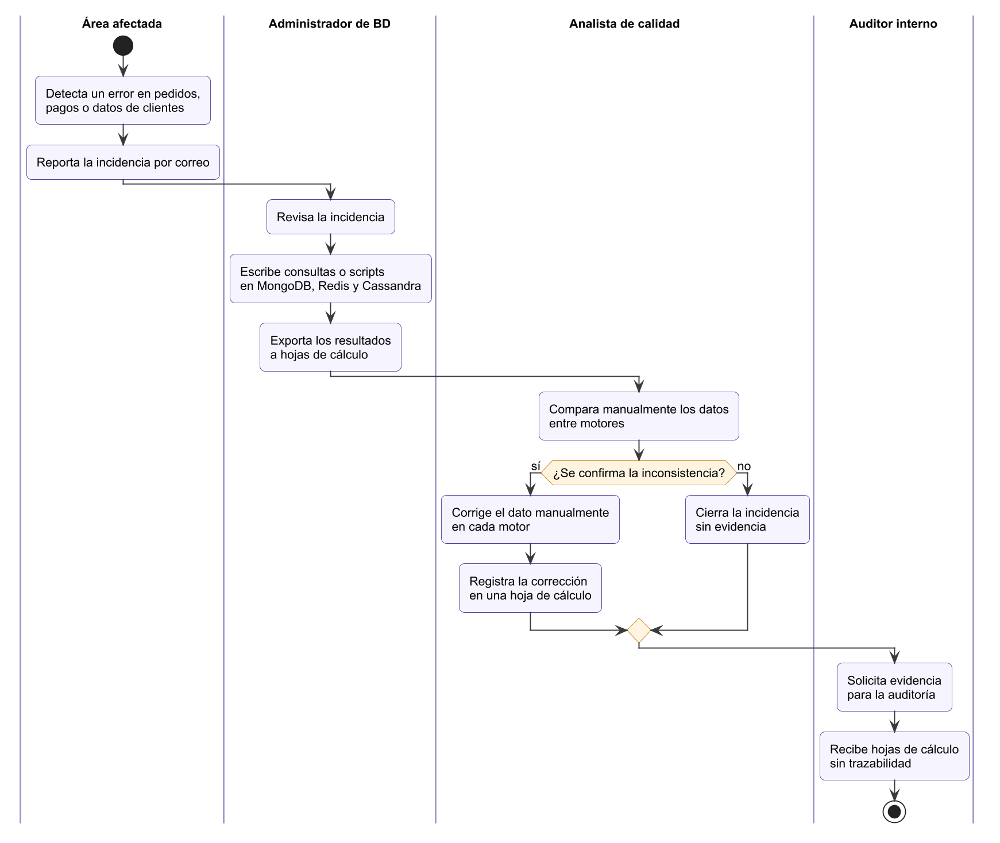 Área afectada
Administrador de BD
Analista de calidad
Auditor interno
Detecta un error en pedidos,
pagos o datos de clientes
Reporta la incidencia por correo
Revisa la incidencia
Escribe consultas o scripts
en MongoDB, Redis y Cassandra
Exporta los resultados
a hojas de cálculo
Compara manualmente los datos
entre motores
sí
¿Se confirma la inconsistencia?
no
Corrige el dato manualmente
en cada motor
Cierra la incidencia
sin evidencia
Registra la corrección
en una hoja de cálculo
Solicita evidencia
para la auditoría
Recibe hojas de cálculo
sin trazabilidad